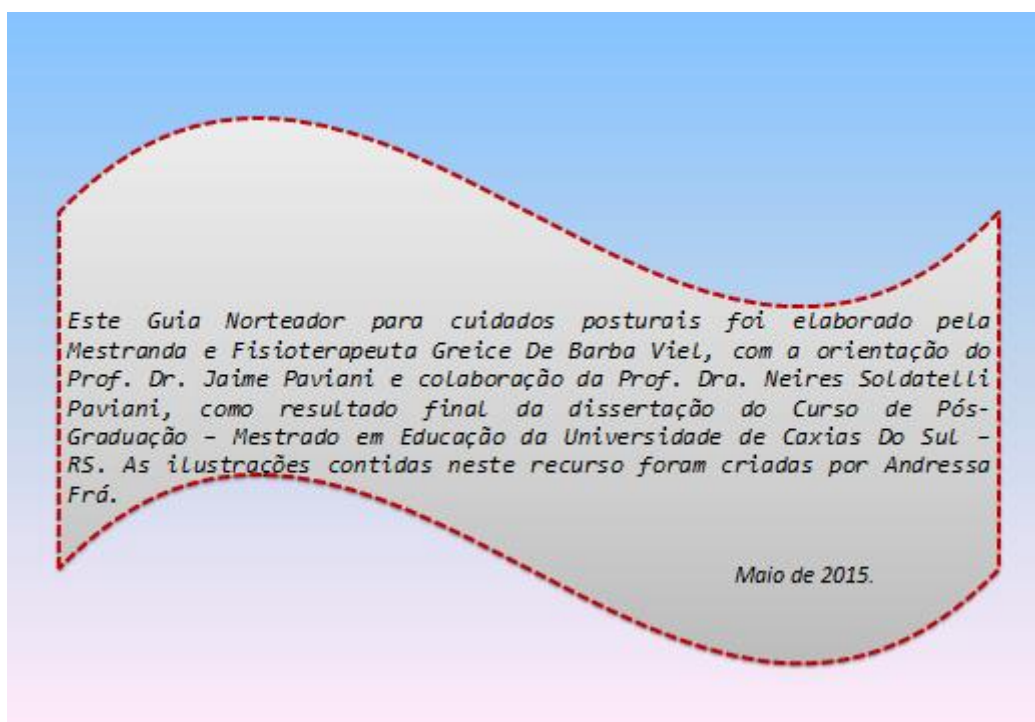 Este Guia Norteador para cuidados posturais foi elaborado pela
Mestranda e Fisioterapeuta Greice De Barba Viel, com a orientação do
Prof. Dr. Jaime Paviani e colaboração da Prof. Dra. Neires Soldatelli
Paviani, como resultado final da dissertação do Curso de Pós-
Graduação – Mestrado em Educação da Universidade de Caxias Do Sul –
RS. As ilustrações contidas neste recurso foram criadas por Andressa
Frá.
Maio de 2015.